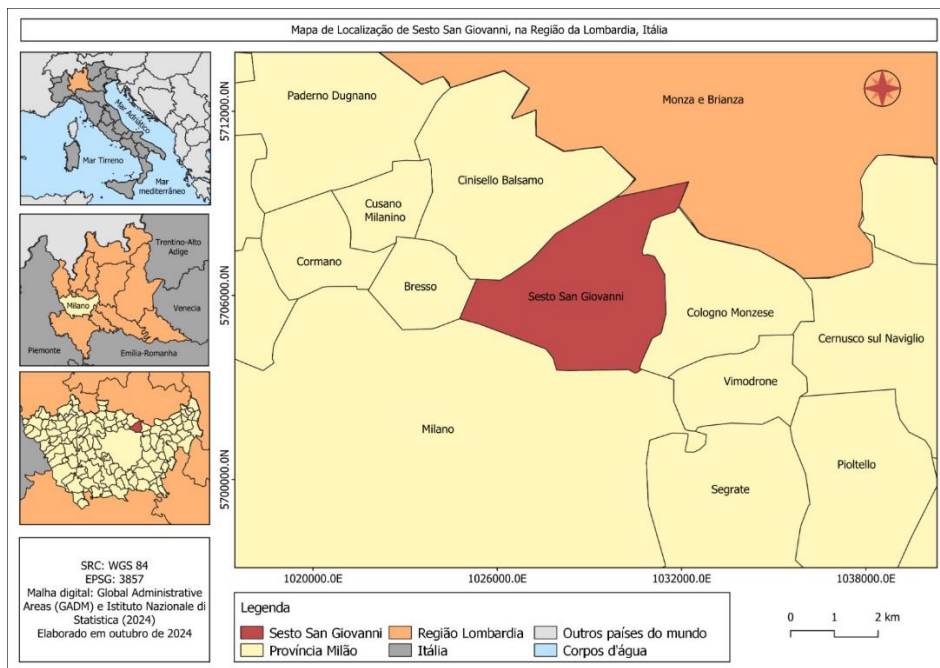 Mapa de Localização de Sesto San Giovanni, na Região da Lombardia, Itália
Mar Adriático
Mar Tirreno
Mar
mediterrâneo
Trentino-Alto
Adige
Milano
Venecia
Piemonte
Emília-Romanha
SRC: WGS 84
EPSG: 3857
Malha digital: Global Administrative
Areas (GADM) e Istituto Nazionale di
Statistica (2024)
Elaborado em outubro de 2024
5712000.0N
5706000.0N
5700000.0N
Paderno Dugnano
Monza e Brianza
Cinisello Balsamo
Cusano
Milanino
Cormano
Bresso
Sesto San Giovanni
Cologno Monzese
Cernusco sul Naviglio
Vimodrone
Milano
Pioltello
Segrate
1020000.0E
1026000.0E
1032000.0E
1038000.0E
Legenda
Sesto San Giovanni
Região Lombardia
Outros países do mundo
Província Milão
Itália
Corpos d'água
0 1 2 km